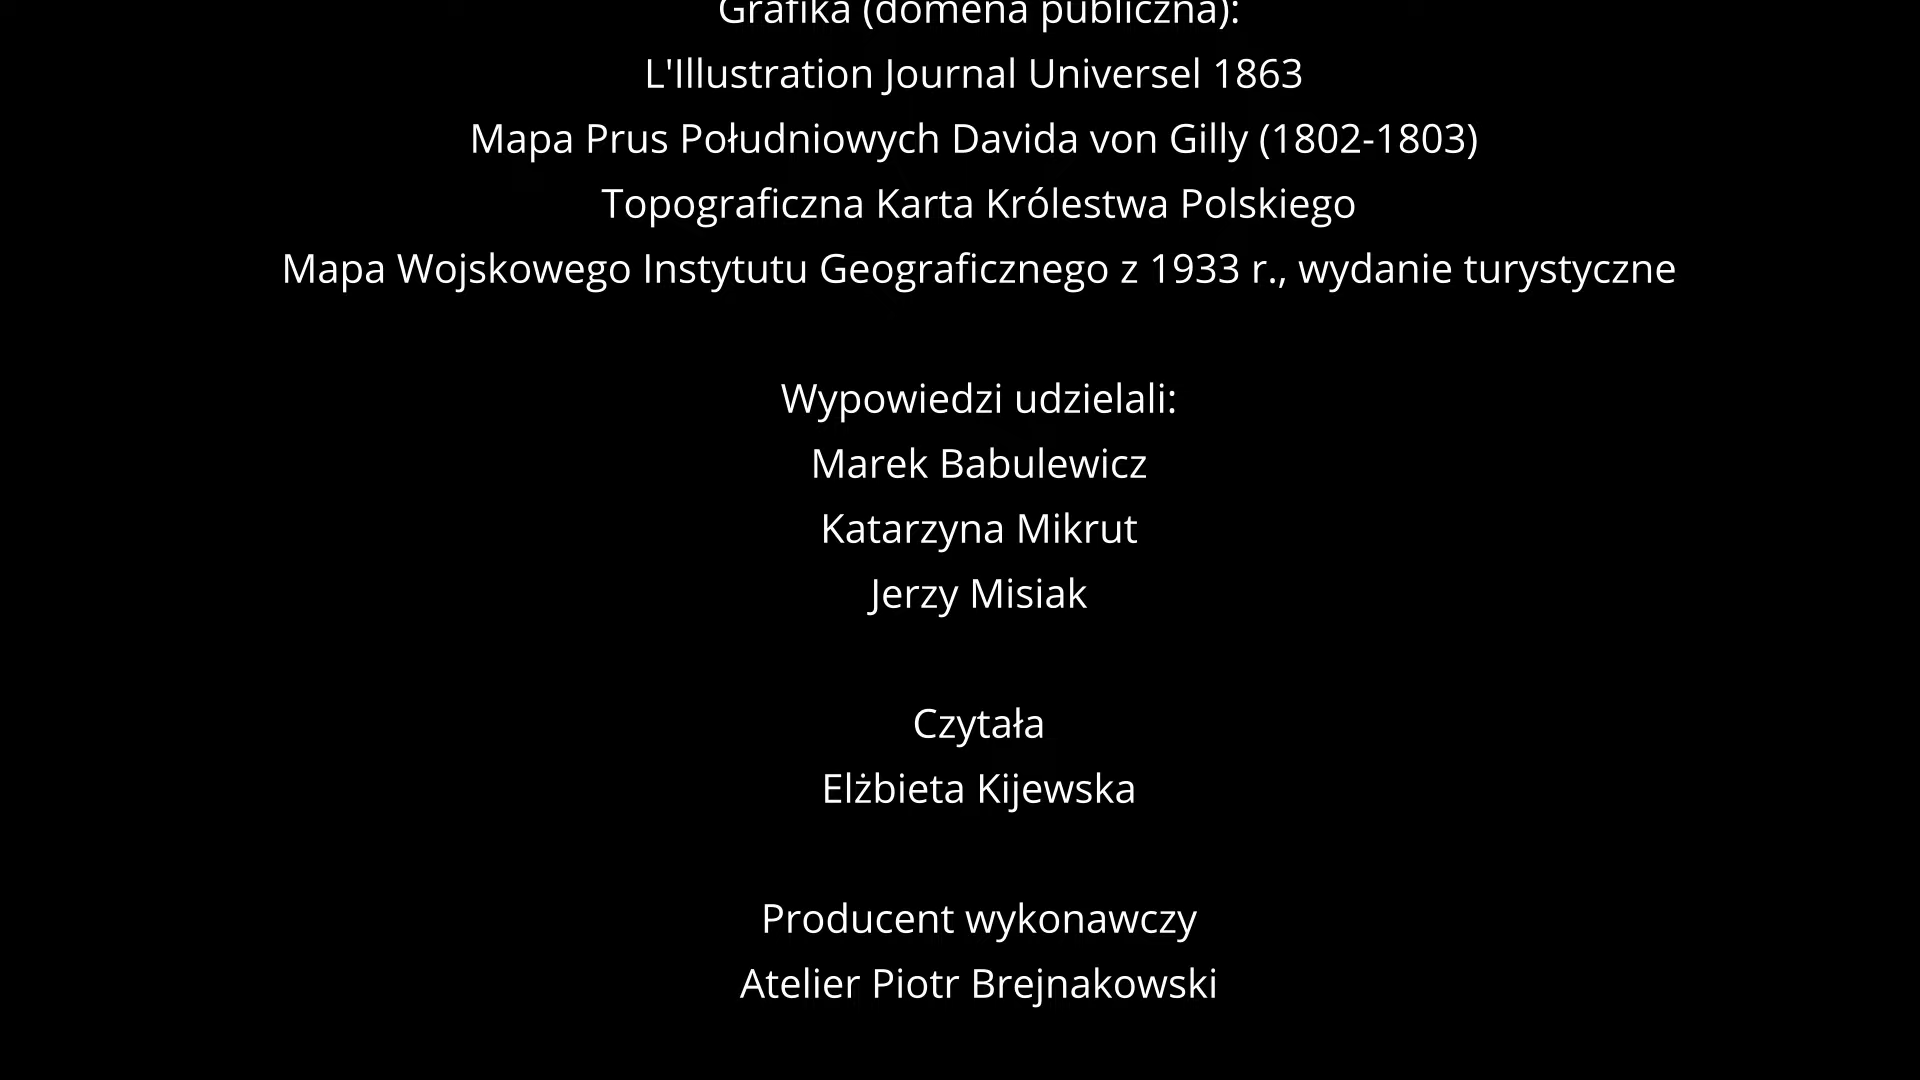 Grafika (domena publiczna):
L'Illustration Journal Universel 1863
Mapa Prus Południowych Davida von Gilly (1802-1803)
Topograficzna Karta Królestwa Polskiego
Mapa Wojskowego Instytutu Geograficznego z 1933 r., wydanie turystyczne
Wypowiedzi udzielali:
Marek Babulewicz
Katarzyna Mikrut
Jerzy Misiak
Czytała
Elżbieta Kijewska
Producent wykonawczy
Atelier Piotr Brejnakowski